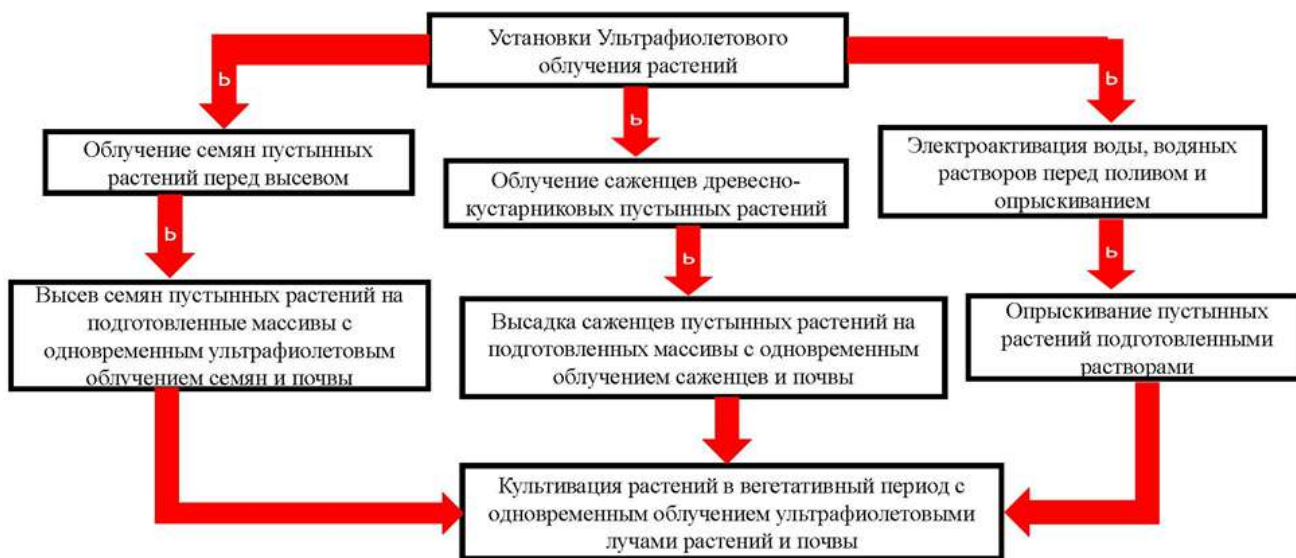 Установки Ультрафиолетового
облучения растений
ь
ь
ь
Облучение семян пустынных
растений перед высевом
Облучение саженцев древесно-
кустарниковых пустынных растений
Электроактивация воды, водяных
растворов перед поливом и
опрыскиванием
ь
ь
ь
Высев семян пустынных растений на
подготовленные массивы с
одновременным ультрафиолетовым
облучением семян и почвы
Высадка саженцев пустынных растений на
подготовленных массивы с одновременным
облучением саженцев и почвы
Опрыскивание пустынных
растений подготовленными
растворами
Культивация растений в вегетативный период с
одновременным облучением ультрафиолетовыми
лучами растений и почвы